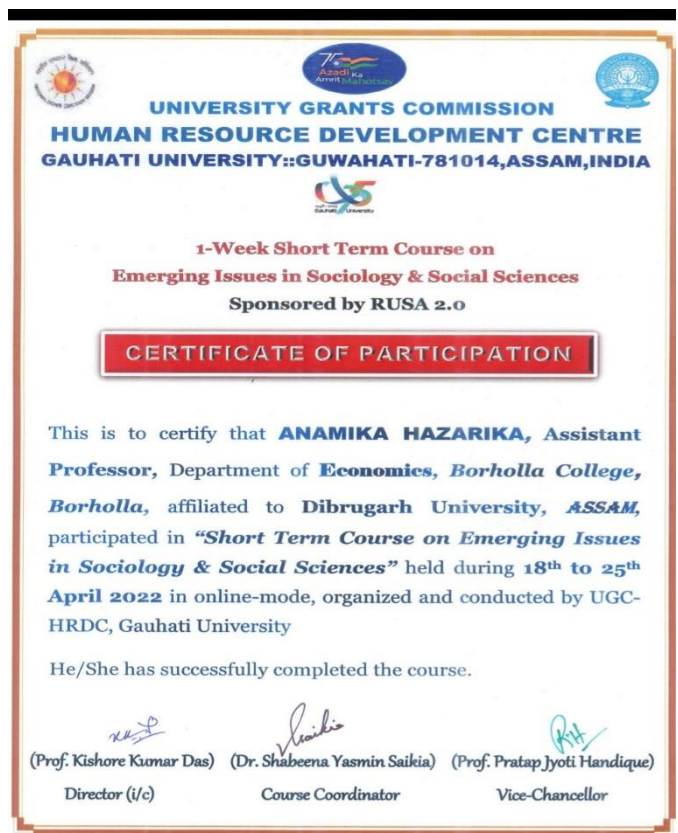 75
Azadi Ka
Amrit Mahotsav
UNIVERSITY GRANTS COMMISSION
HUMAN RESOURCE DEVELOPMENT CENTRE
GAUHATI UNIVERSITY::GUWAHATI-781014,ASSAM,INDIA
Gauhati University
1-Week Short Term Course on
Emerging Issues in Sociology & Social Sciences
Sponsored by RUSA 2.0
CERTIFICATE OF PARTICIPATION
This is to certify that ANAMIKA HAZARIKA, Assistant
Professor, Department of Economics, Borholla College,
Borholla, affiliated to Dibrugarh University, ASSAM,
participated in “Short Term Course on Emerging Issues
in Sociology & Social Sciences” held during 18th to 25th
April 2022 in online-mode, organized and conducted by UGC-
HRDC, Gauhati University
He/She has successfully completed the course.
(Prof. Kishore Kumar Das) (Dr. Shabeena Yasmin Saikia) (Prof. Pratap Jyoti Handique)
Director (i/c) Course Coordinator Vice-Chancellor